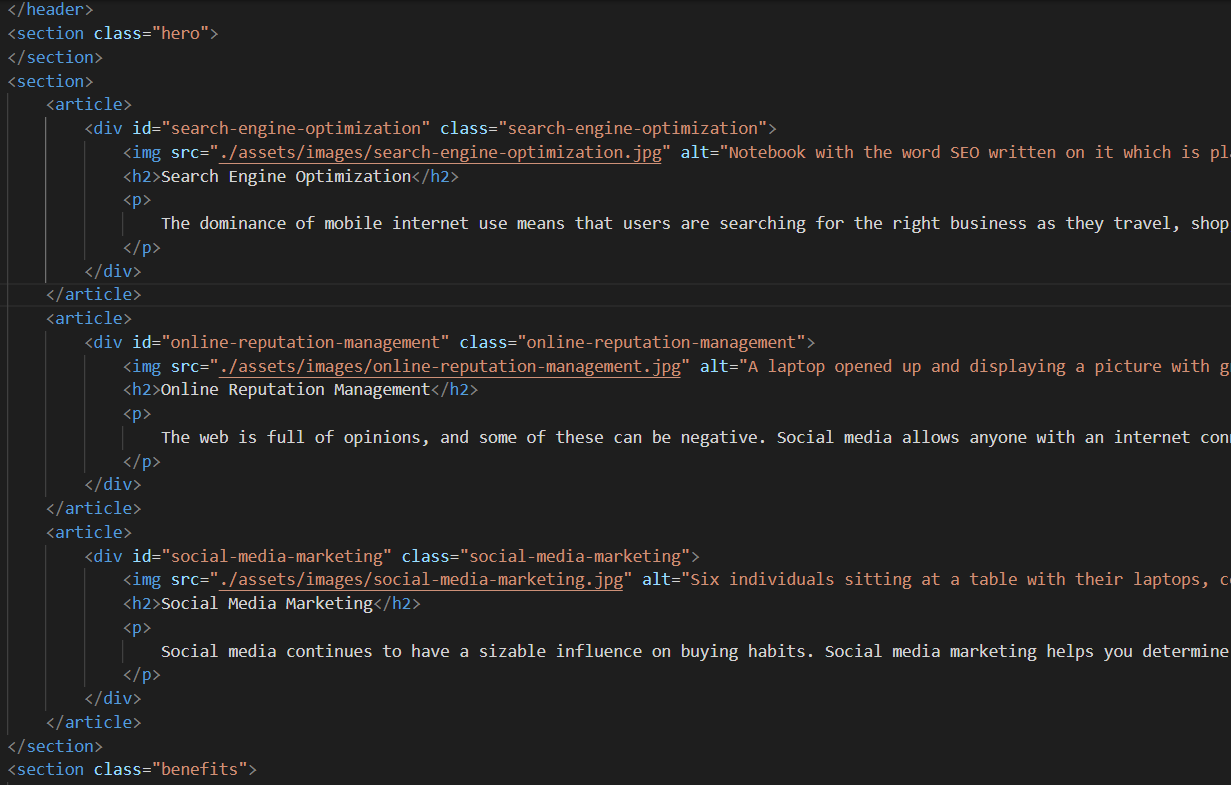 </header>
<section class="hero">
</section>
<section>
<article>
<div id="search-engine-optimization" class="search-engine-optimization">
<img src="./assets/images/search-engine-optimization.jpg" alt="Notebook with the word SEO written on it which is pl
<h2>Search Engine Optimization</h2>
<p>
The dominance of mobile internet use means that users are searching for the right business as they travel, shop
</p>
</div>
</article>
<article>
<div id="online-reputation-management" class="online-reputation-management">
<img src="./assets/images/online-reputation-management.jpg" alt="A laptop opened up and displaying a picture with g
<h2>Online Reputation Management</h2>
<p>
The web is full of opinions, and some of these can be negative. Social media allows anyone with an internet con
</p>
</div>
</article>
<article>
<div id="social-media-marketing" class="social-media-marketing">
<img src="./assets/images/social-media-marketing.jpg" alt="Six individuals sitting at a table with their laptops, c
<h2>Social Media Marketing</h2>
<p>
Social media continues to have a sizable influence on buying habits. Social media marketing helps you determine
</p>
</div>
</article>
</section>
<section class="benefits">